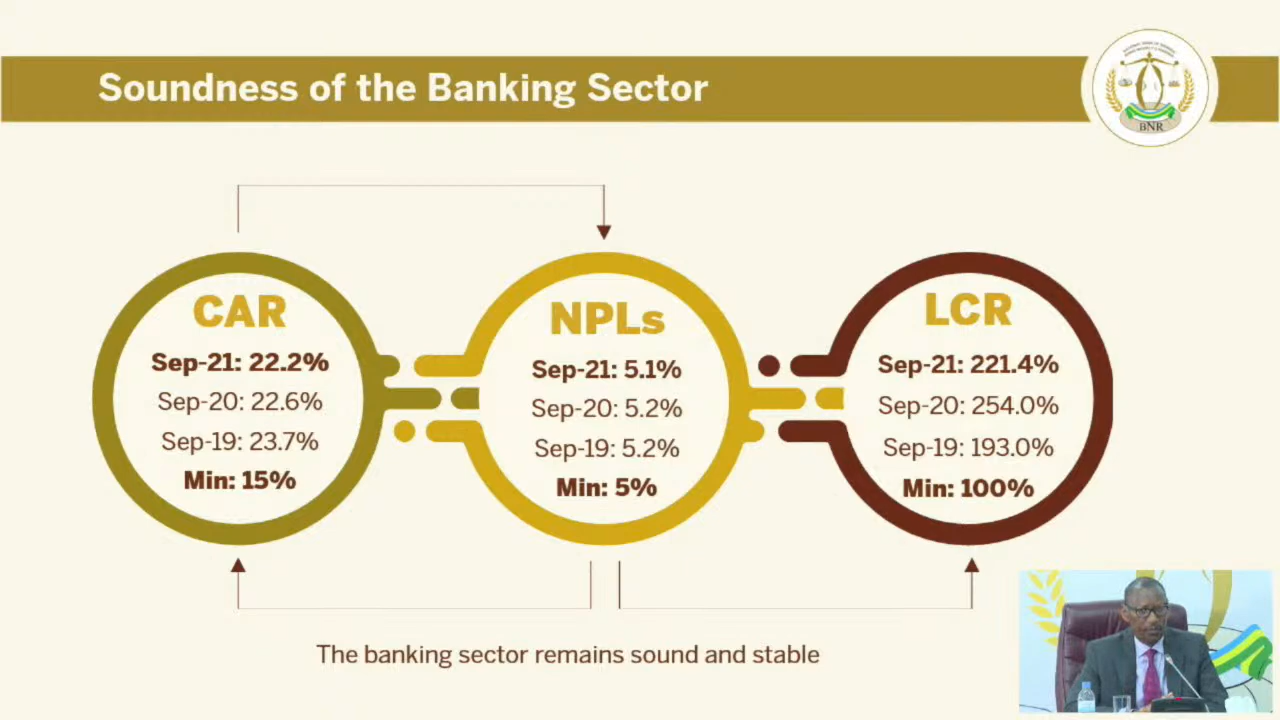 Soundness of the Banking Sector
BNR
CAR
Sep-21: 22.2%
Sep-20: 22.6%
Sep-19: 23.7%
Min: 15%
NPLs
Sep-21: 5.1%
Sep-20: 5.2%
Sep-19: 5.2%
Min: 5%
LCR
Sep-21: 221.4%
Sep-20: 254.0%
Sep-19: 193.0%
Min: 100%
The banking sector remains sound and stable